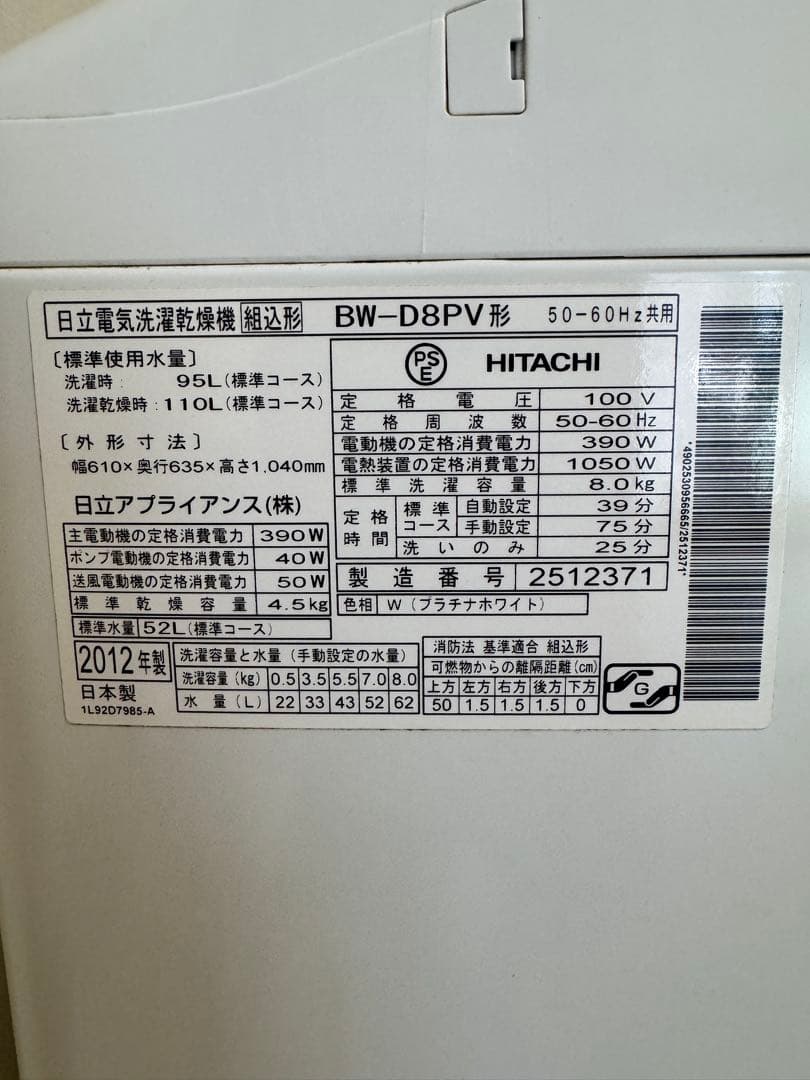 日立電気洗濯乾燥機 組込形 BW-D8PV形 50-60Hz共用
〔標準使用水量〕
洗濯時: 95L(標準コース)
洗濯乾燥時:110L(標準コース)
〔外形寸法〕
幅610×奥行635×高さ1,040mm
日立アプライアンス(株)
主電動機の定格消費電力 390W
ポンプ電動機の定格消費電力 40W
送風電動機の定格消費電力 50W
標準乾燥容量 4.5kg
標準水量 52L(標準コース)
PSE HITACHI
定格電圧 100V
定格周波数 50-60Hz
電動機の定格消費電力 390W
電熱装置の定格消費電力 1050W
標準洗濯容量 8.0kg
定格時間 標準コース 自動設定 39分
手動設定 75分
洗いのみ 25分
製造番号 2512371
色相 W(プラチナホワイト)
2012年製
日本製
1L92D7985-A
洗濯容量と水量(手動設定の水量)
洗濯容量(kg) 0.5 3.5 5.5 7.0 8.0
水量(L) 22 33 43 52 62
消防法 基準適合 組込形
可燃物からの離隔距離(cm)
上方 左方 右方 後方 下方
50 1.5 1.5 1.5 0
G
*4902530956665/2512371*